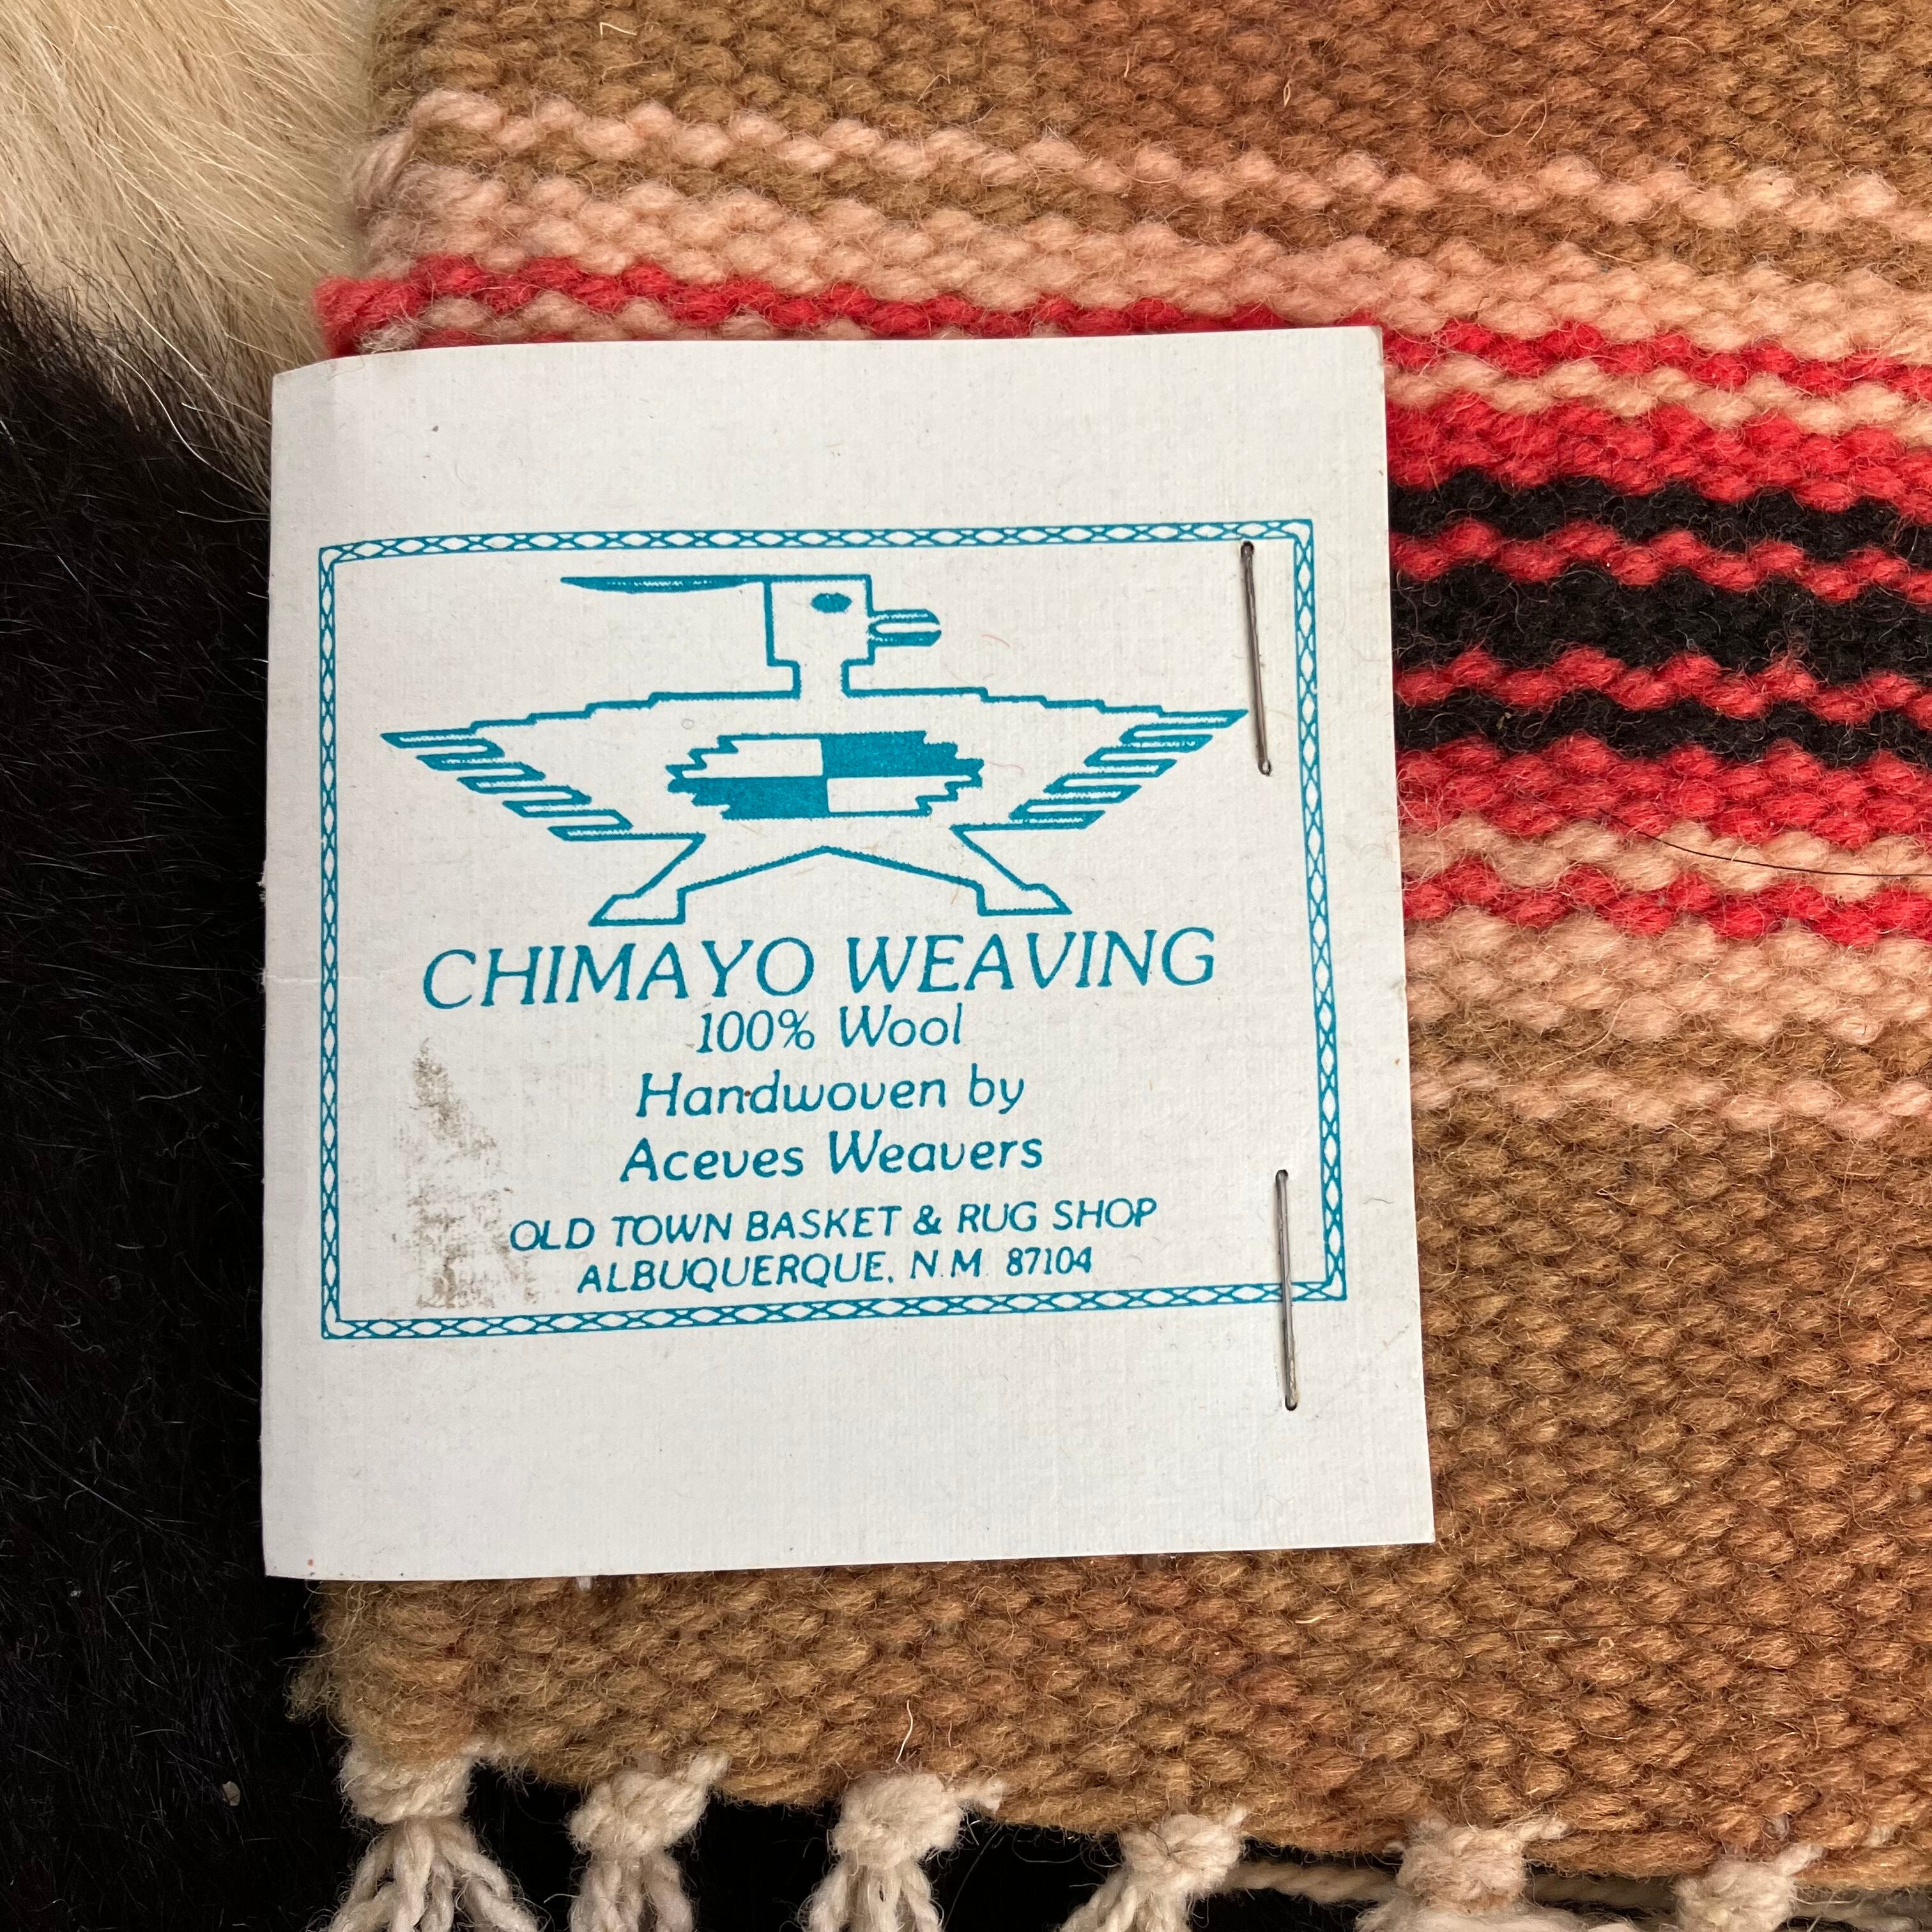 CHIMAYO WEAVING
100% Wool
Handwoven by
Aceves Weavers
OLD TOWN BASKET & RUG SHOP
ALBUQUERQUE, N.M. 87104